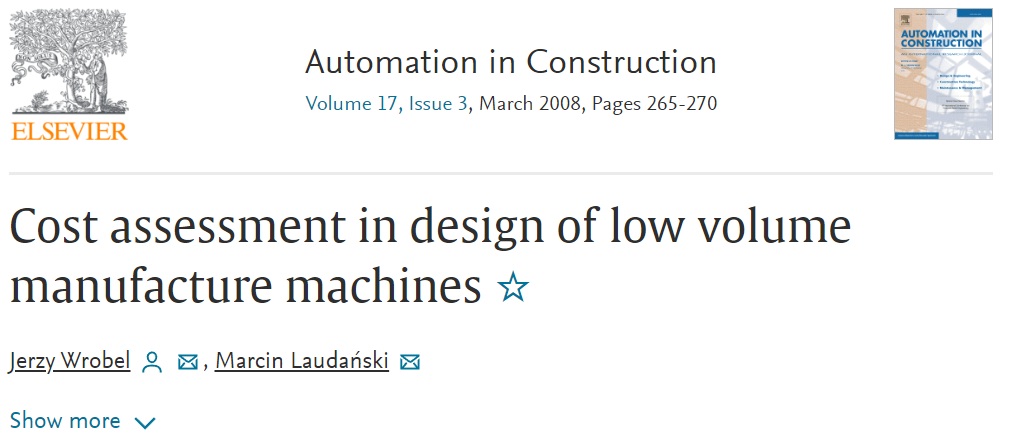 ELSEVIER
Automation in Construction
Volume 17, Issue 3, March 2008, Pages 265-270
AUTOMATION IN
CONSTRUCTION
Cost assessment in design of low volume
manufacture machines
Jerzy Wrobel, Marcin Laudański
Show more